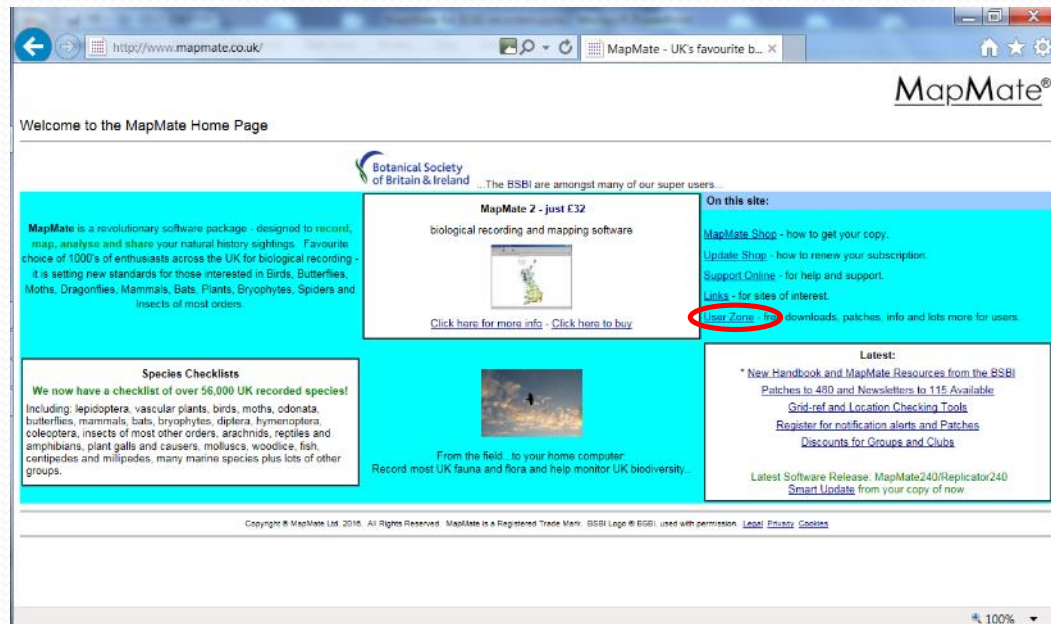 http://www.mapmate.co.uk/
MapMate - UK's favourite b...
MapMate®
Welcome to the MapMate Home Page
Botanical Society
of Britain & Ireland ...The BSBI are amongst many of our super users...
MapMate is a revolutionary software package - designed to record,
map, analyse and share your natural history sightings. Favourite
choice of 1000's of enthusiasts across the UK for biological recording -
it is setting new standards for those interested in Birds, Butterflies,
Moths, Dragonflies, Mammals, Bats, Plants, Bryophytes, Spiders and
Insects of most orders.
MapMate 2 - just £32
biological recording and mapping software
Click here for more info - Click here to buy
On this site:
MapMate Shop - how to get your copy.
Update Shop - how to renew your subscription.
Support Online - for help and support.
Links - for sites of interest.
User Zone - free downloads, patches, info and lots more for users.
Species Checklists
We now have a checklist of over 56,000 UK recorded species!
Including: lepidoptera, vascular plants, birds, moths, odonata,
butterflies, mammals, bats, bryophytes, diptera, hymenoptera,
coleoptera, insects of most other orders, arachnids, reptiles and
amphibians, plant galls and causers, molluscs, woodlice, fish,
centipedes and millipedes, many marine species plus lots of other
groups.
From the field...to your home computer:
Record most UK fauna and flora and help monitor UK biodiversity...
Latest:
* New Handbook and MapMate Resources from the BSBI
Patches to 480 and Newsletters to 115 Available
Grid-ref and Location Checking Tools
Register for notification alerts and Patches
Discounts for Groups and Clubs
Latest Software Release: MapMate240/Replicator240
Smart Update from your copy of now
Copyright © MapMate Ltd. 2016. All Rights Reserved. MapMate is a Registered Trade Mark. BSBI Logo © BSBI, used with permission. Legal Privacy Cookies
100%